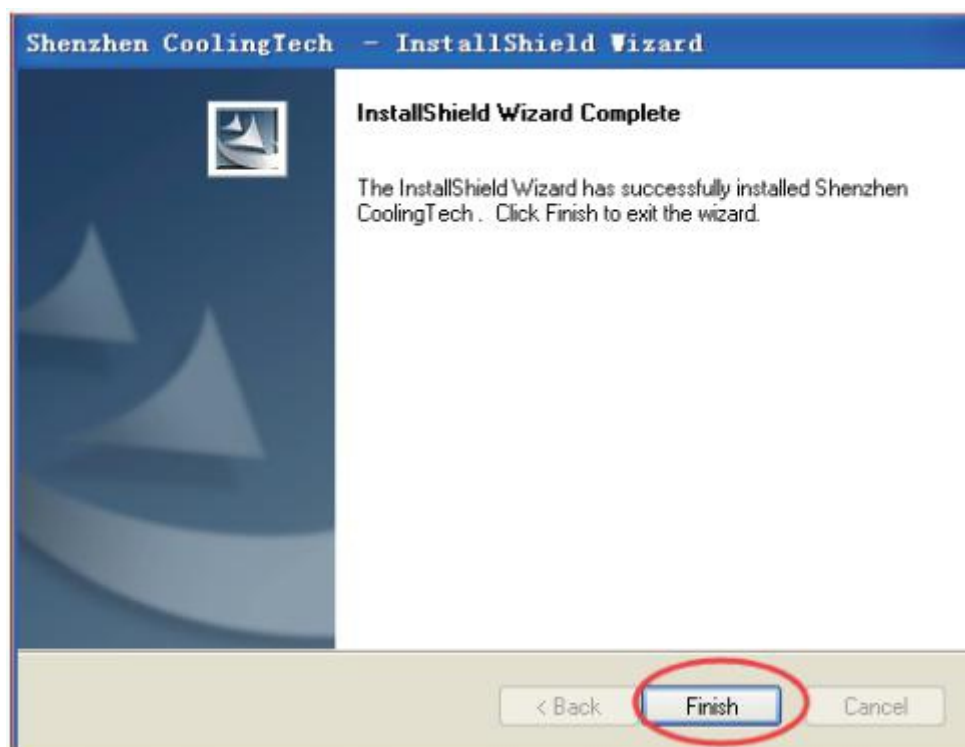 Shenzhen CoolingTech - InstallShield Wizard
InstallShield Wizard Complete
The InstallShield Wizard has successfully installed Shenzhen
CoolingTech . Click Finish to exit the wizard.
< Back
Finish
Cancel